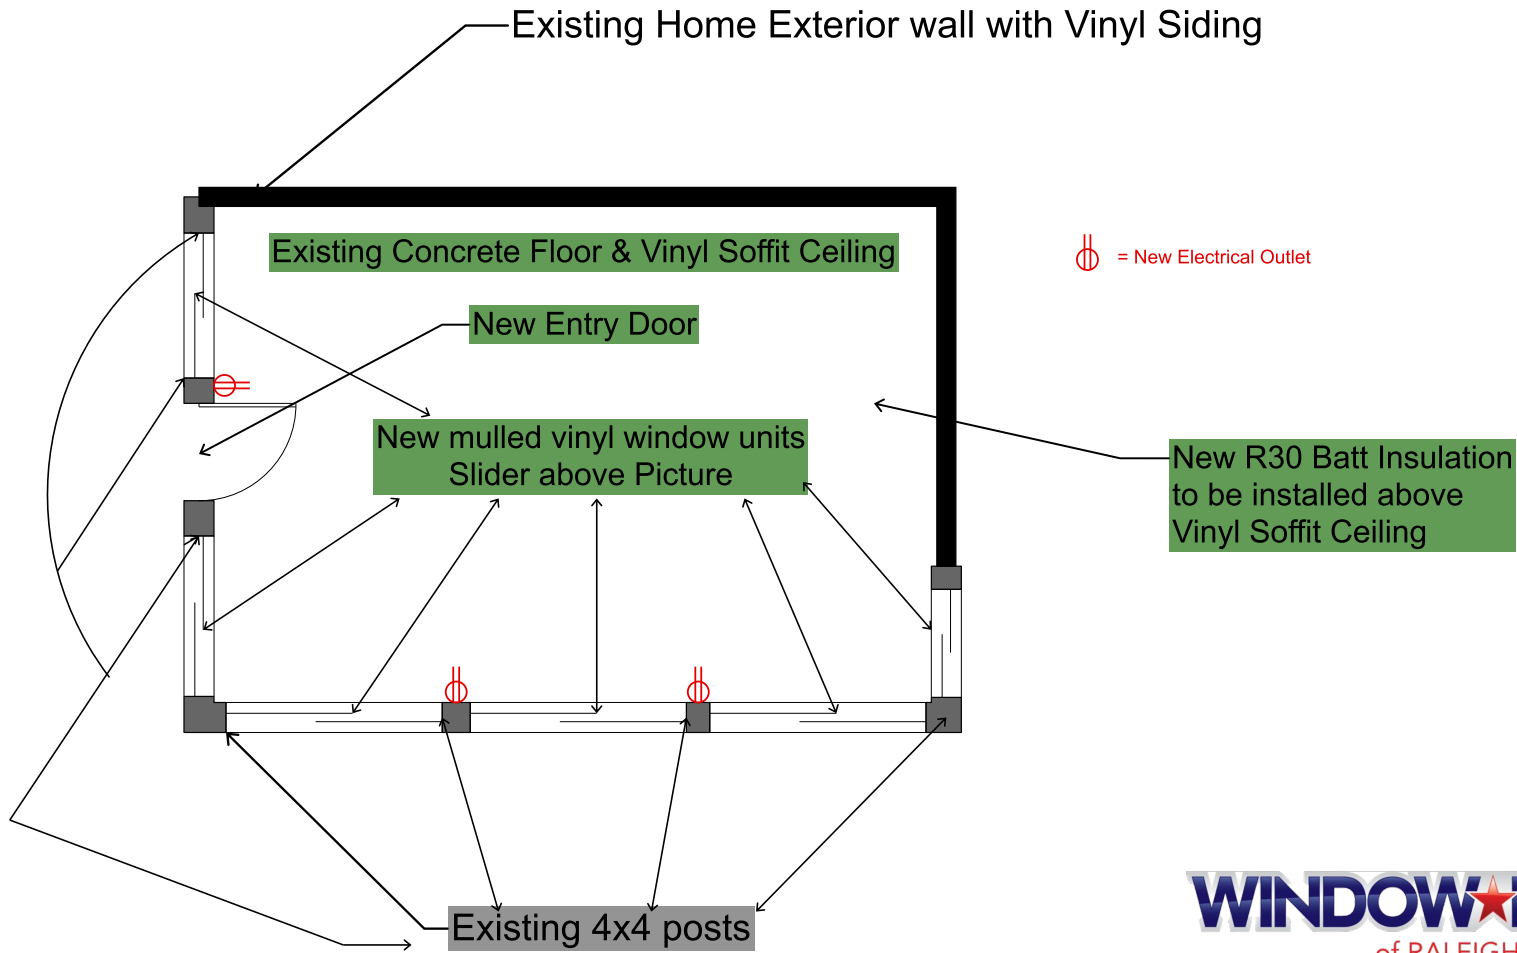 Existing Home Exterior wall with Vinyl Siding
Existing Concrete Floor & Vinyl Soffit Ceiling
= New Electrical Outlet
New Entry Door
New mulled vinyl window units
Slider above Picture
New R30 Batt Insulation
to be installed above
Vinyl Soffit Ceiling
Existing 4x4 posts
WINDOW
of RALEIGH